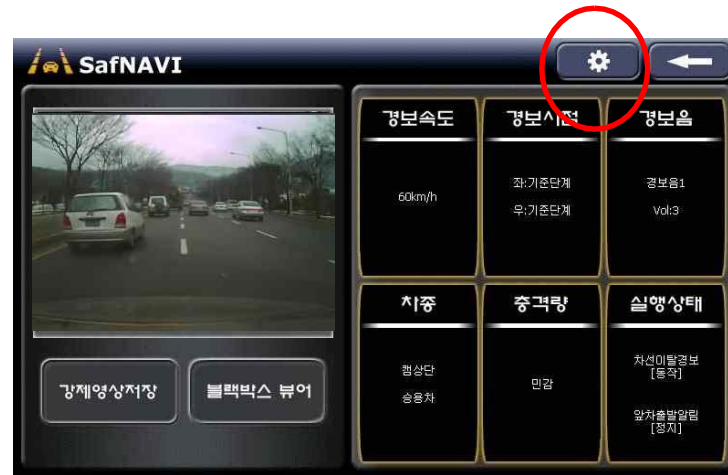 SafNAVI
경보속도
경보시점
경보음
60km/h
좌:기준단계
우:기준단계
경보음1
Vol:3
차종
충격량
실행상태
캠상단
승용차
민감
차선이탈경보
[동작]
앞차출발알림
[정지]
강제영상저장
블랙박스 뷰어